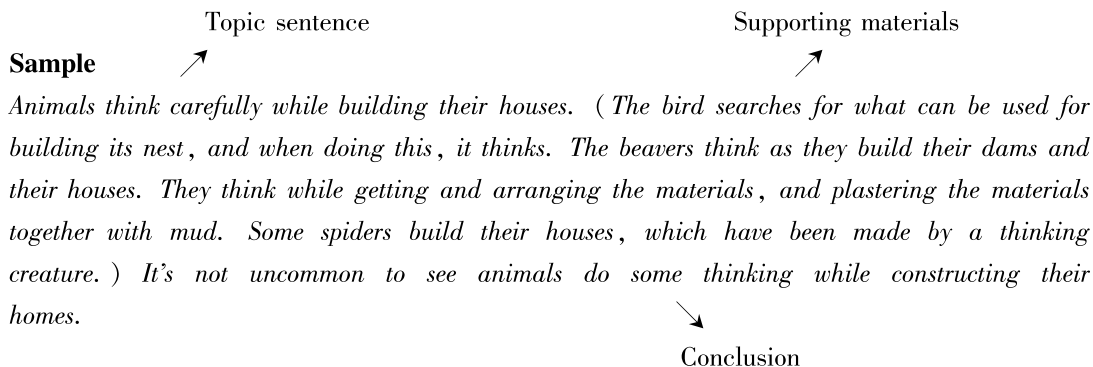 Topic sentence Supporting materials
Sample
Animals think carefully while building their houses. (The bird searches for what can be used for
building its nest, and when doing this, it thinks. The beavers think as they build their dams and
their houses. They think while getting and arranging the materials, and plastering the materials
together with mud. Some spiders build their houses, which have been made by a thinking
creature.) It's not uncommon to see animals do some thinking while constructing their
homes.
Conclusion